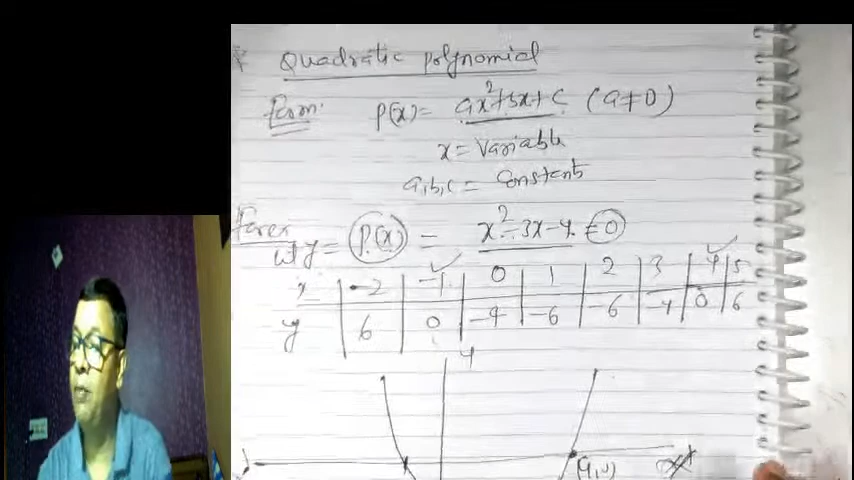 Quadratic polynomial
Form: P(x) = ax²+bx+c (a≠0)
x = Variable
a,b,c = Constant
For ex
let y = P(x) = x²-3x-4 = 0
x | -2 | -1 | 0 | 1 | 2 | 3 | 4 | 5
y | 6 | 0 | -4 | -6 | -6 | -4 | 0 | 6
y
(4,0)